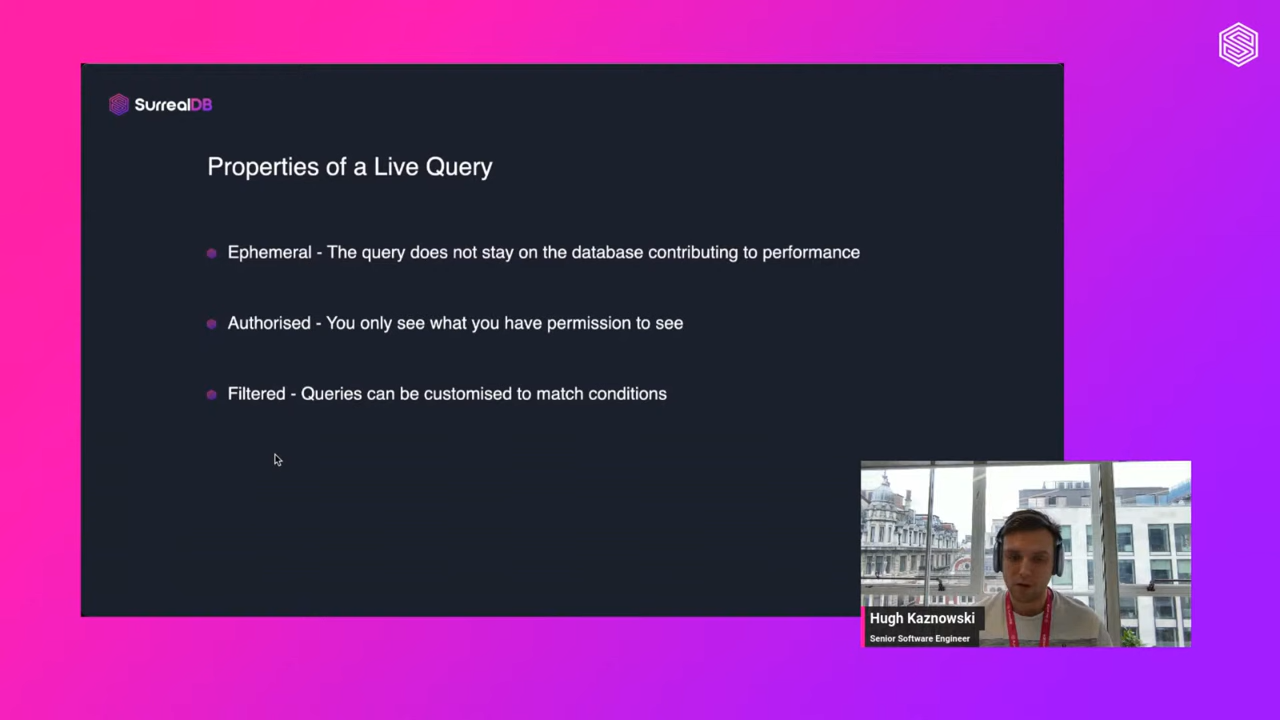 SurrealDB
Properties of a Live Query
Ephemeral - The query does not stay on the database contributing to performance
Authorised - You only see what you have permission to see
Filtered - Queries can be customised to match conditions
Hugh Kaznowski
Senior Software Engineer